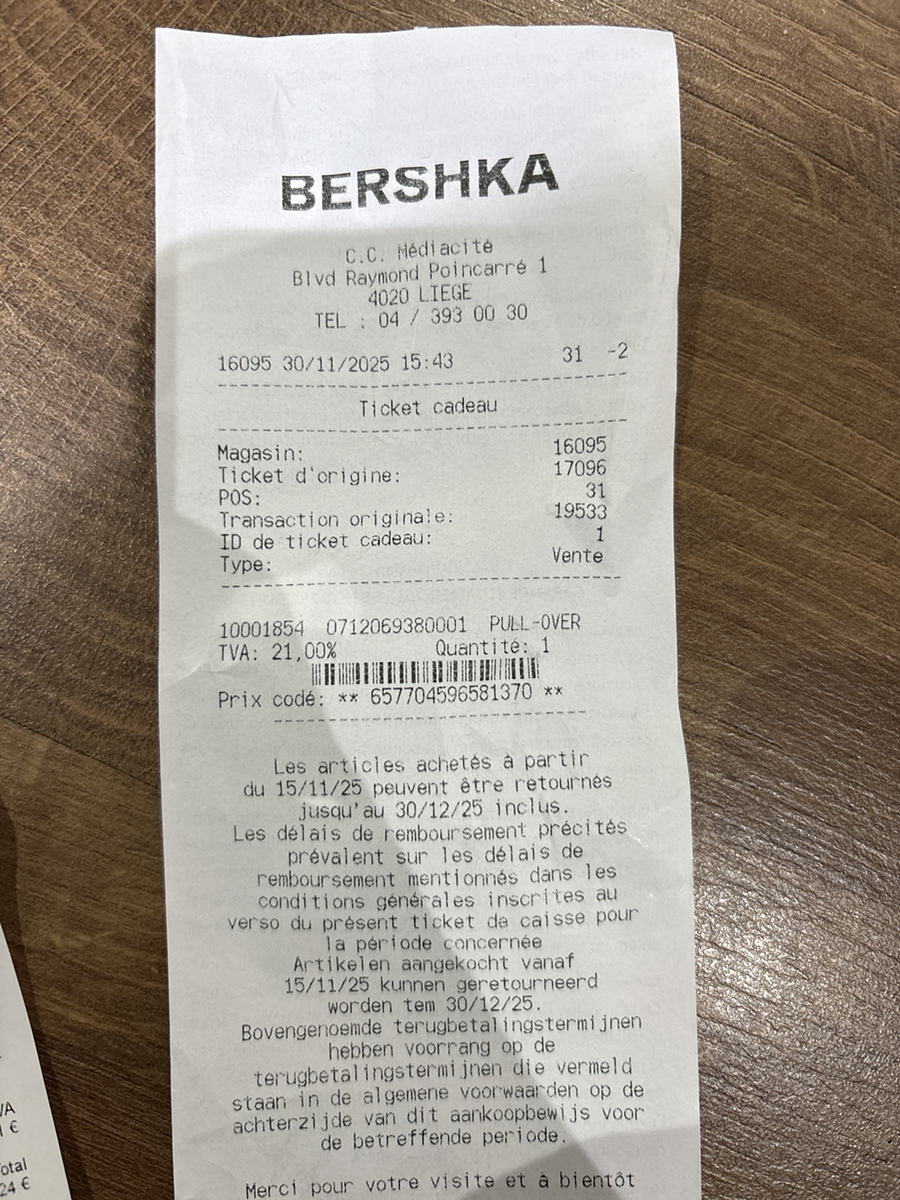 BERSHKA
C.C. Médiacité
Blvd Raymond Poincarré 1
4020 LIEGE
TEL : 04 / 393 00 30
16095 30/11/2025 15:43 31 -2
Ticket cadeau
Magasin: 16095
Ticket d'origine: 17096
POS: 31
Transaction originale: 19533
ID de ticket cadeau: 1
Type: Vente
10001854 0712069380001 PULL-OVER
TVA: 21,00% Quantité: 1
Prix codé: ** 657704596581370 **
Les articles achetés à partir
du 15/11/25 peuvent être retournés
jusqu'au 30/12/25 inclus.
Les délais de remboursement précités
prévalent sur les délais de
remboursement mentionnés dans les
conditions générales inscrites au
verso du présent ticket de caisse pour
la période concernée
Artikelen aangekocht vanaf
15/11/25 kunnen geretourneerd
worden tem 30/12/25.
Bovengenoemde terugbetalingstermijnen
hebben voorrang op de
terugbetalingstermijnen die vermeld
staan in de algemene voorwaarden op de
achterzijde van dit aankoopbewijs voor
de betreffende periode.
Merci pour votre visite et à bientôt
24 €